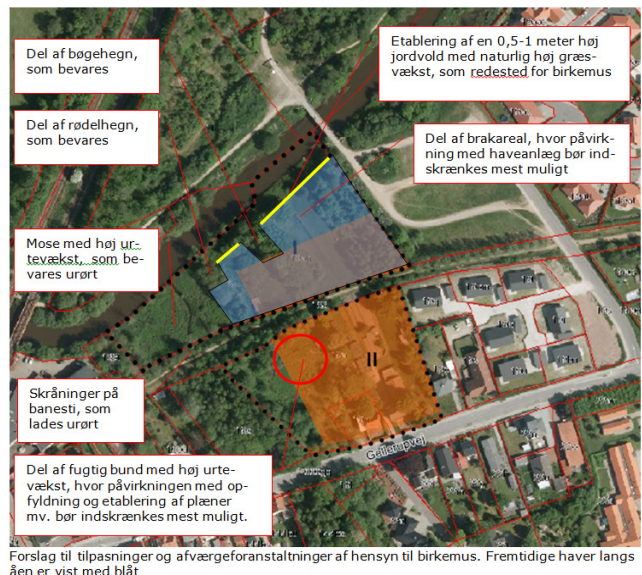 Del af bøgehegn,
som bevares
Etablering af en 0,5-1 meter høj
jordvold med naturlig høj græs-
vækst, som redested for birkemus
Del af rødelhegn,
som bevares
Del af brakareal, hvor påvirk-
ning med haveanlæg bør ind-
skrænkes mest muligt
Mose med høj ur-
tevækst, som be-
vares urørt
I
II
Skråninger på
banesti, som
lades urørt
Gellerupvej
Del af fugtig bund med høj urte-
vækst, hvor påvirkningen med op-
fyldning og etablering af plæner
mv. bør indskrænkes mest muligt.
Forslag til tilpasninger og afværgeforanstaltninger af hensyn til birkemus. Fremtidige haver langs
åen er vist med blåt